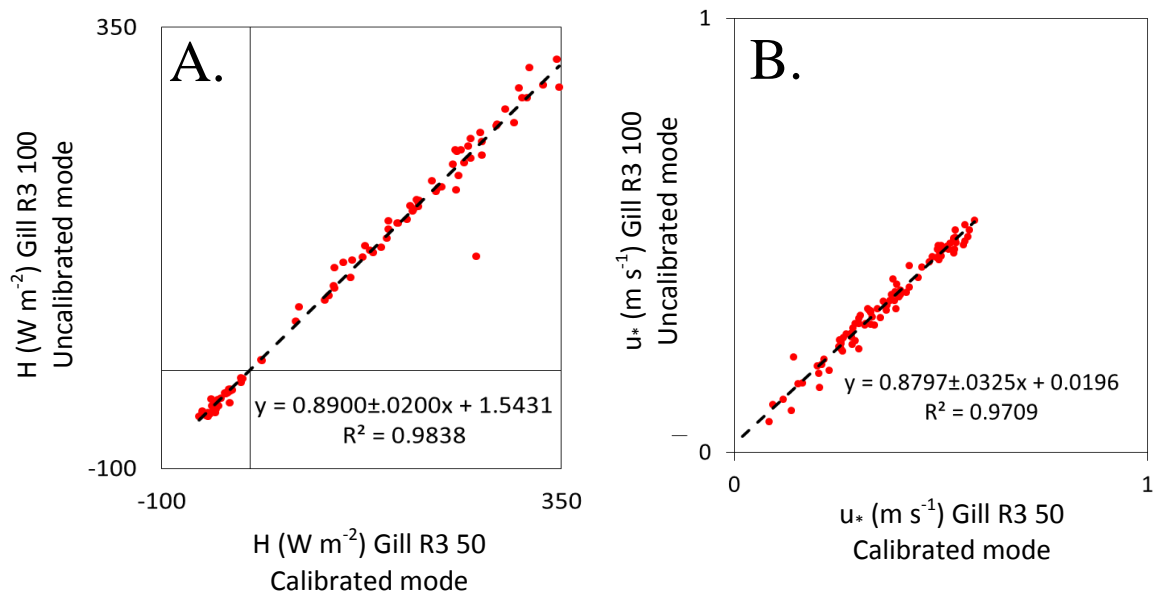 350
A.
H (W m⁻²) Gill R3 100
Uncalibrated mode
y = 0.8900±.0200x + 1.5431
R² = 0.9838
-100
-100
350
H (W m⁻²) Gill R3 50
Calibrated mode
1
B.
u* (m s⁻¹) Gill R3 100
Uncalibrated mode
y = 0.8797±.0325x + 0.0196
R² = 0.9709
0
0
1
u* (m s⁻¹) Gill R3 50
Calibrated mode